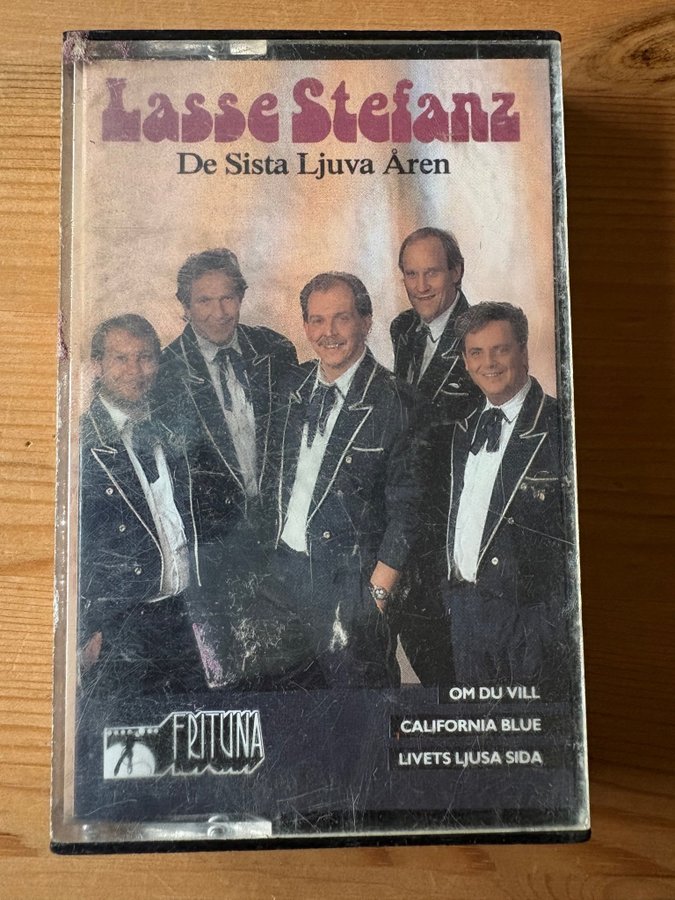 Lasse Stefanz
De Sista Ljuva Åren
OM DU VILL
CALIFORNIA BLUE
LIVETS LJUSA SIDA
FRITUNA